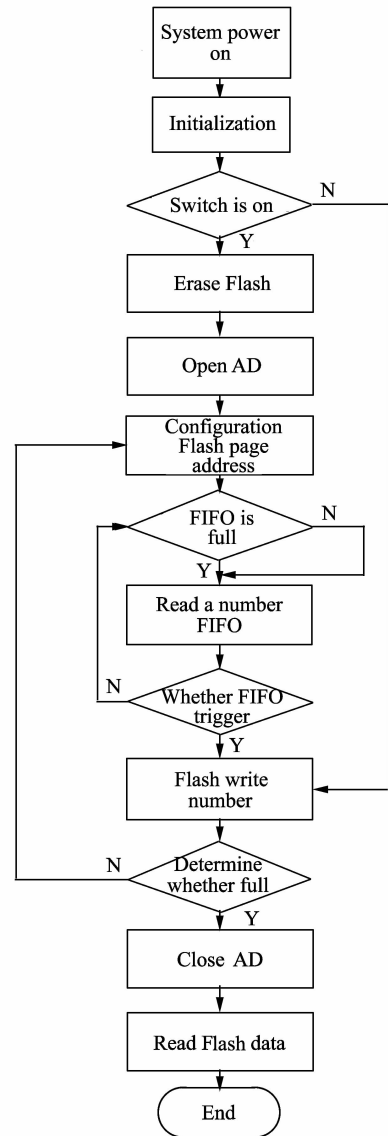 System power
on
Initialization
N
Switch is on
Y
Erase Flash
Open AD
Configuration
Flash page
address
FIFO is
full
N
Y
Read a number
FIFO
N
Whether FIFO
trigger
Y
Flash write
number
N
Determine
whether full
Y
Close AD
Read Flash data
End